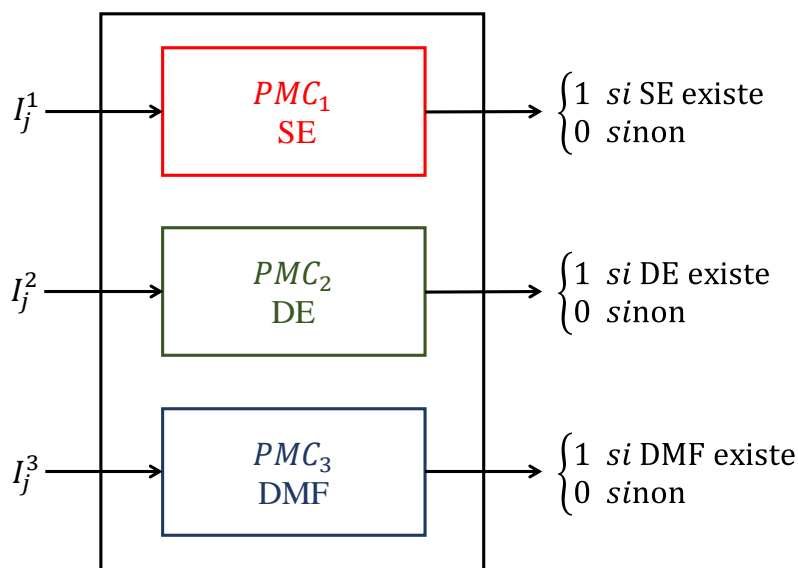 I_j^1
PMC_1
SE
{1 si SE existe
0 sinon
I_j^2
PMC_2
DE
{1 si DE existe
0 sinon
I_j^3
PMC_3
DMF
{1 si DMF existe
0 sinon